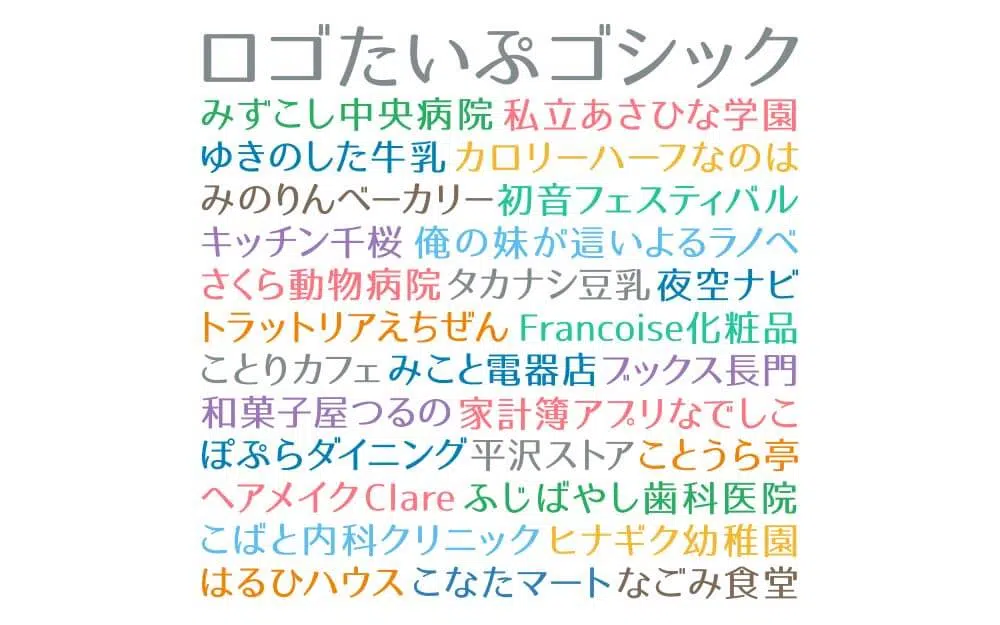 ロゴたいぷゴシック
みずこし中央病院 私立あさひな学園
ゆきのした牛乳 カロリーハーフなのは
みのりんベーカリー 初音フェスティバル
キッチン千桜 俺の妹が這いよるラノベ
さくら動物病院 タカナシ豆乳 夜空ナビ
トラットリアえちぜん Francoise化粧品
ことりカフェ みこと電器店 ブックス長門
和菓子屋つるの 家計簿アプリなでしこ
ぽぷらダイニング 平沢ストア ことうら亭
ヘアメイクClare ふじばやし歯科医院
こばと内科クリニック ヒナギク幼稚園
はるひハウス こなたマート なごみ食堂